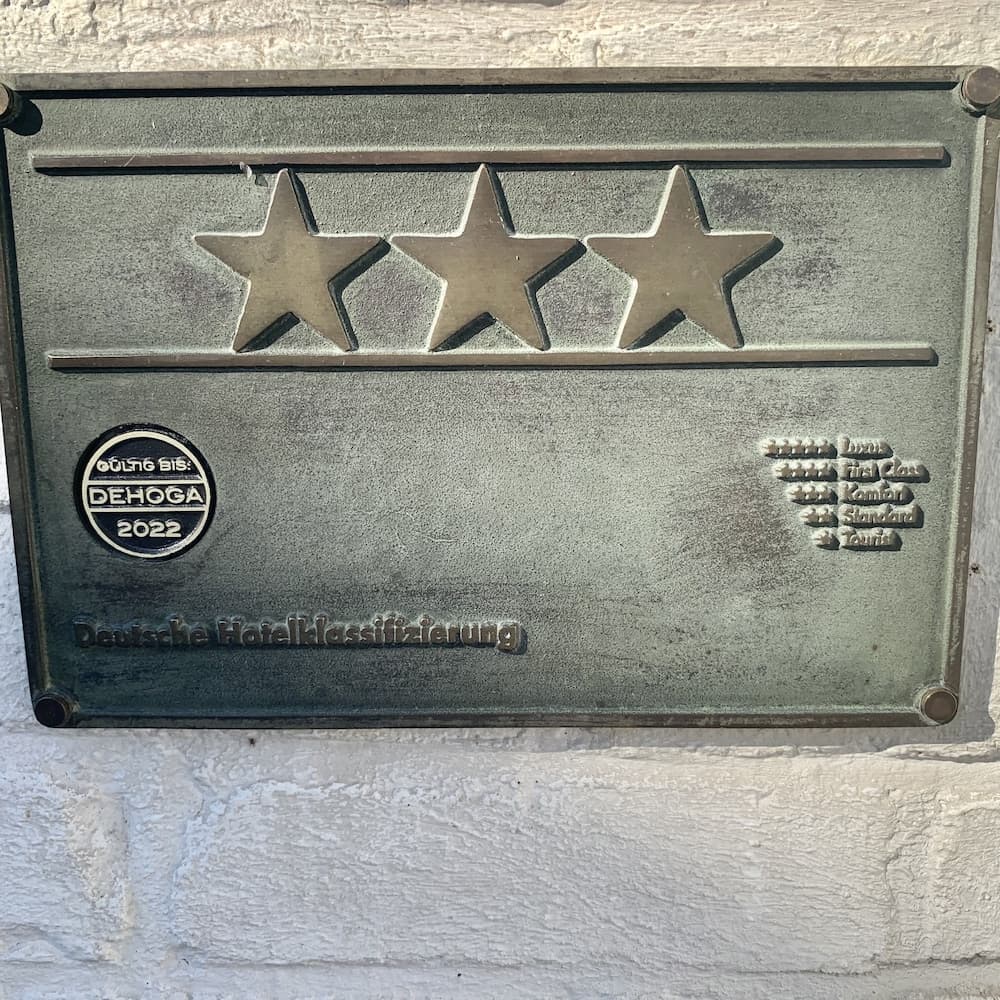 GÜLTIG BIS:
DEHOGA
2022
Luxus
First Class
Komfort
Standard
Tourist
Deutsche Hotelklassifizierung